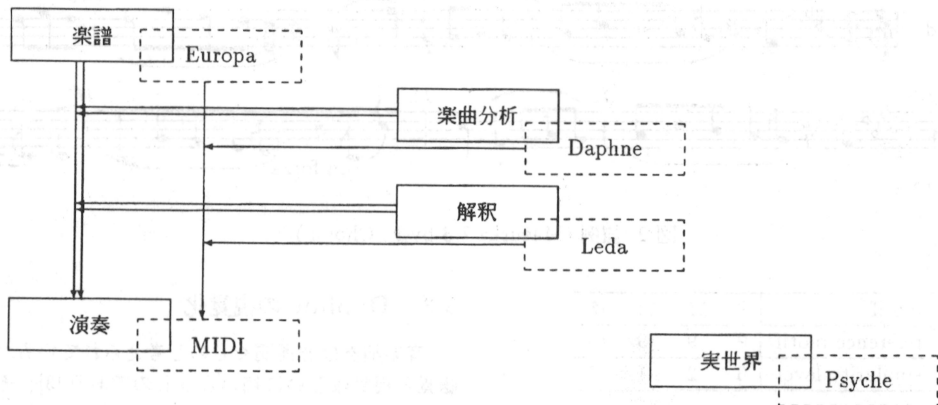 楽譜
Europa
楽曲分析
Daphne
解釈
Leda
演奏
MIDI
実世界
Psyche